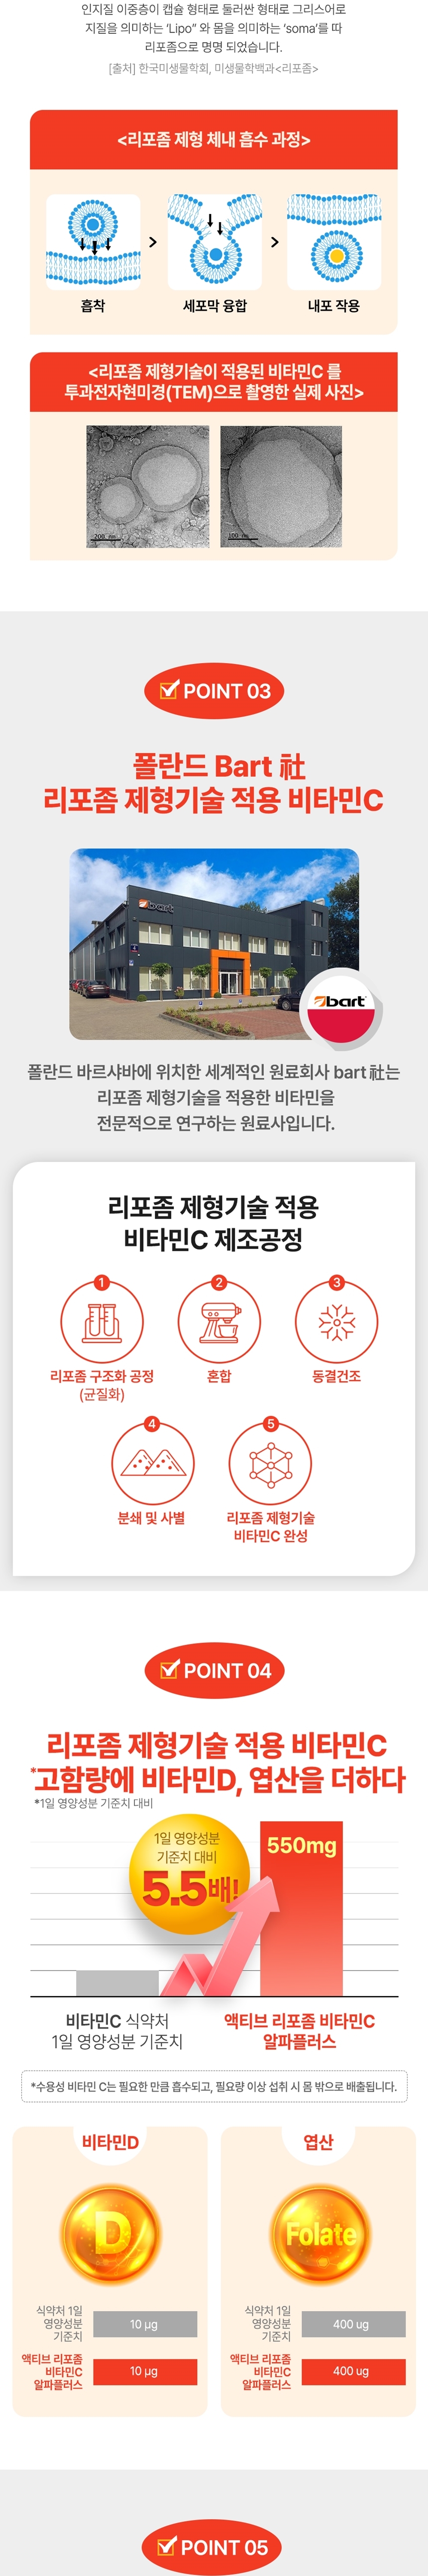 인지질 이중층이 캡슐 형태로 둘러싼 형태로 그리스어로
지질을 의미하는 ‘Lipo” 와 몸을 의미하는 ‘soma’를 따
리포좀으로 명명 되었습니다.
[출처] 한국미생물학회, 미생물학백과<리포좀>
<리포좀 제형 체내 흡수 과정>
흡착
세포막 융합
내포 작용
<리포좀 제형기술이 적용된 비타민C 를
투과전자현미경(TEM)으로 촬영한 실제 사진>
200 nm
100 nm
POINT 03
폴란드 Bart 社
리포좀 제형기술 적용 비타민C
bart
bart
폴란드 바르샤바에 위치한 세계적인 원료회사 bart 社는
리포좀 제형기술을 적용한 비타민을
전문적으로 연구하는 원료사입니다.
리포좀 제형기술 적용
비타민C 제조공정
1
2
3
리포좀 구조화 공정
(균질화)
혼합
동결건조
4
5
분쇄 및 사별
리포좀 제형기술
비타민C 완성
POINT 04
리포좀 제형기술 적용 비타민C
*고함량에 비타민D, 엽산을 더하다
*1일 영양성분 기준치 대비
1일 영양성분
기준치 대비
5.5배!
550mg
비타민C 식약처
1일 영양성분 기준치
액티브 리포좀 비타민C
알파플러스
*수용성 비타민 C는 필요한 만큼 흡수되고, 필요량 이상 섭취 시 몸 밖으로 배출됩니다.
비타민D
D
식약처 1일
영양성분
기준치
10 μg
액티브 리포좀
비타민C
알파플러스
10 μg
엽산
Folate
식약처 1일
영양성분
기준치
400 ug
액티브 리포좀
비타민C
알파플러스
400 ug
POINT 05